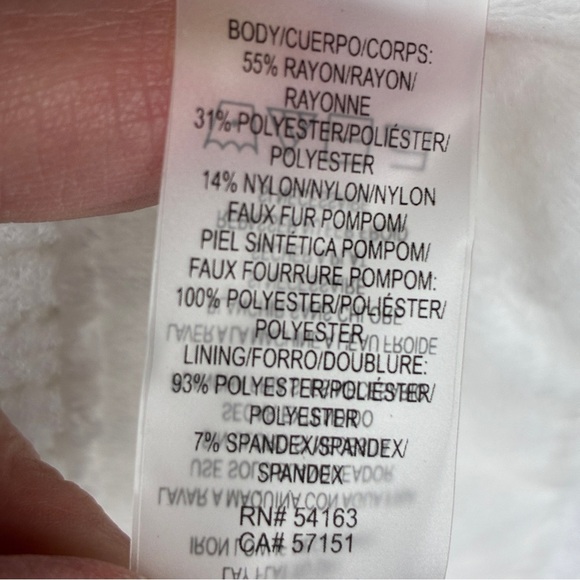 BODY/CUERPO/CORPS:
55% RAYON/RAYON/
RAYONNE
31% POLYESTER/POLIÉSTER/
POLYESTER
14% NYLON/NYLON/NYLON
FAUX FUR POMPOM/
PIEL SINTÉTICA POMPOM/
FAUX FOURRURE POMPOM:
100% POLYESTER/POLIÉSTER/
POLYESTER
LINING/FORRO/DOUBLURE:
93% POLYESTER/POLIÉSTER/
POLYESTER
7% SPANDEX/SPANDEX/
SPANDEX
RN# 54163
CA# 57151